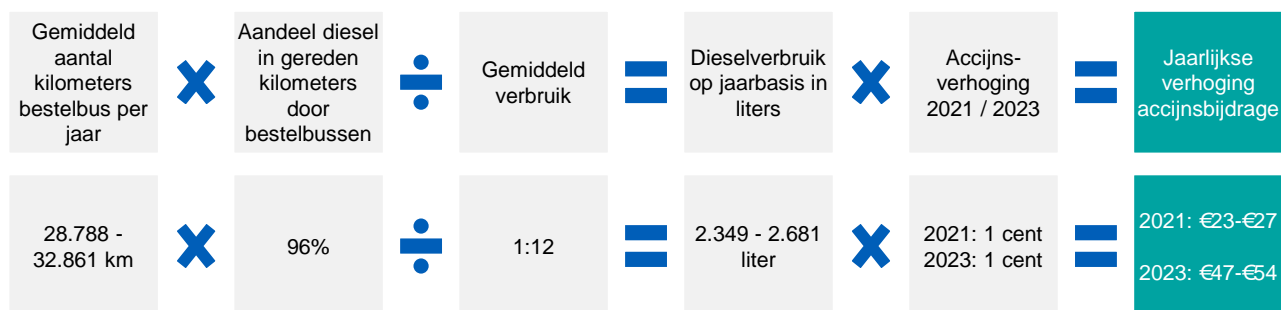 Gemiddeld
aantal
kilometers
bestelbus per
jaar
Aandeel diesel
in gereden
kilometers
door
bestelbussen
Gemiddeld
verbruik
Dieselverbruik
op jaarbasis in
liters
Accijns-
verhoging
2021 / 2023
Jaarlijkse
verhoging
accijnsbijdrage
28.788 -
32.861 km
96%
1:12
2.349 - 2.681
liter
2021: 1 cent
2023: 1 cent
2021: €23-€27
2023: €47-€54